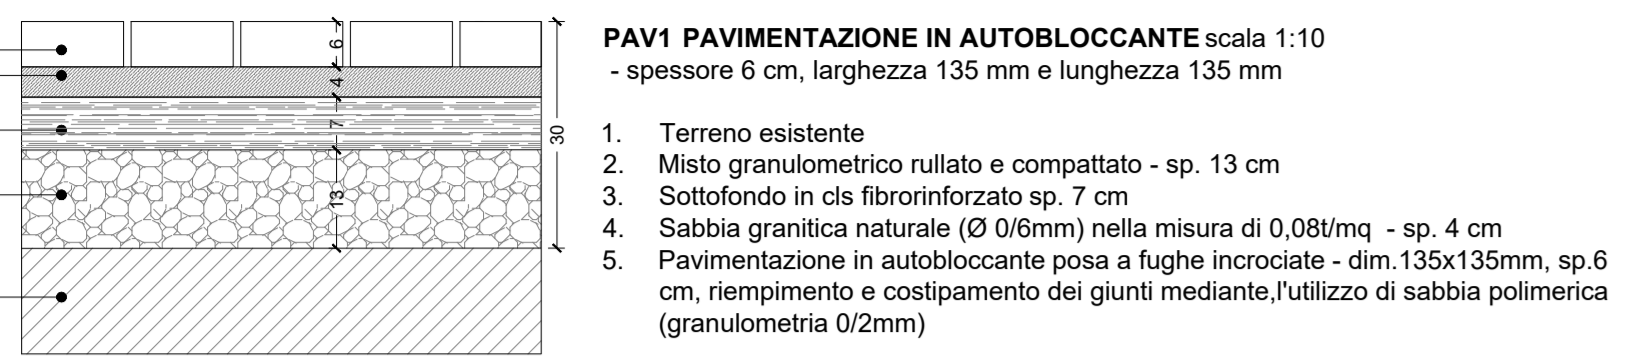 6
4
7
13
30
PAV1 PAVIMENTAZIONE IN AUTOBLOCCANTE scala 1:10
- spessore 6 cm, larghezza 135 mm e lunghezza 135 mm
1. Terreno esistente
2. Misto granulometrico rullato e compattato - sp. 13 cm
3. Sottofondo in cls fibrorinforzato sp. 7 cm
4. Sabbia granitica naturale (Ø 0/6mm) nella misura di 0,08t/mq - sp. 4 cm
5. Pavimentazione in autobloccante posa a fughe incrociate - dim.135x135mm, sp.6
cm, riempimento e costipamento dei giunti mediante,l'utilizzo di sabbia polimerica
(granulometria 0/2mm)